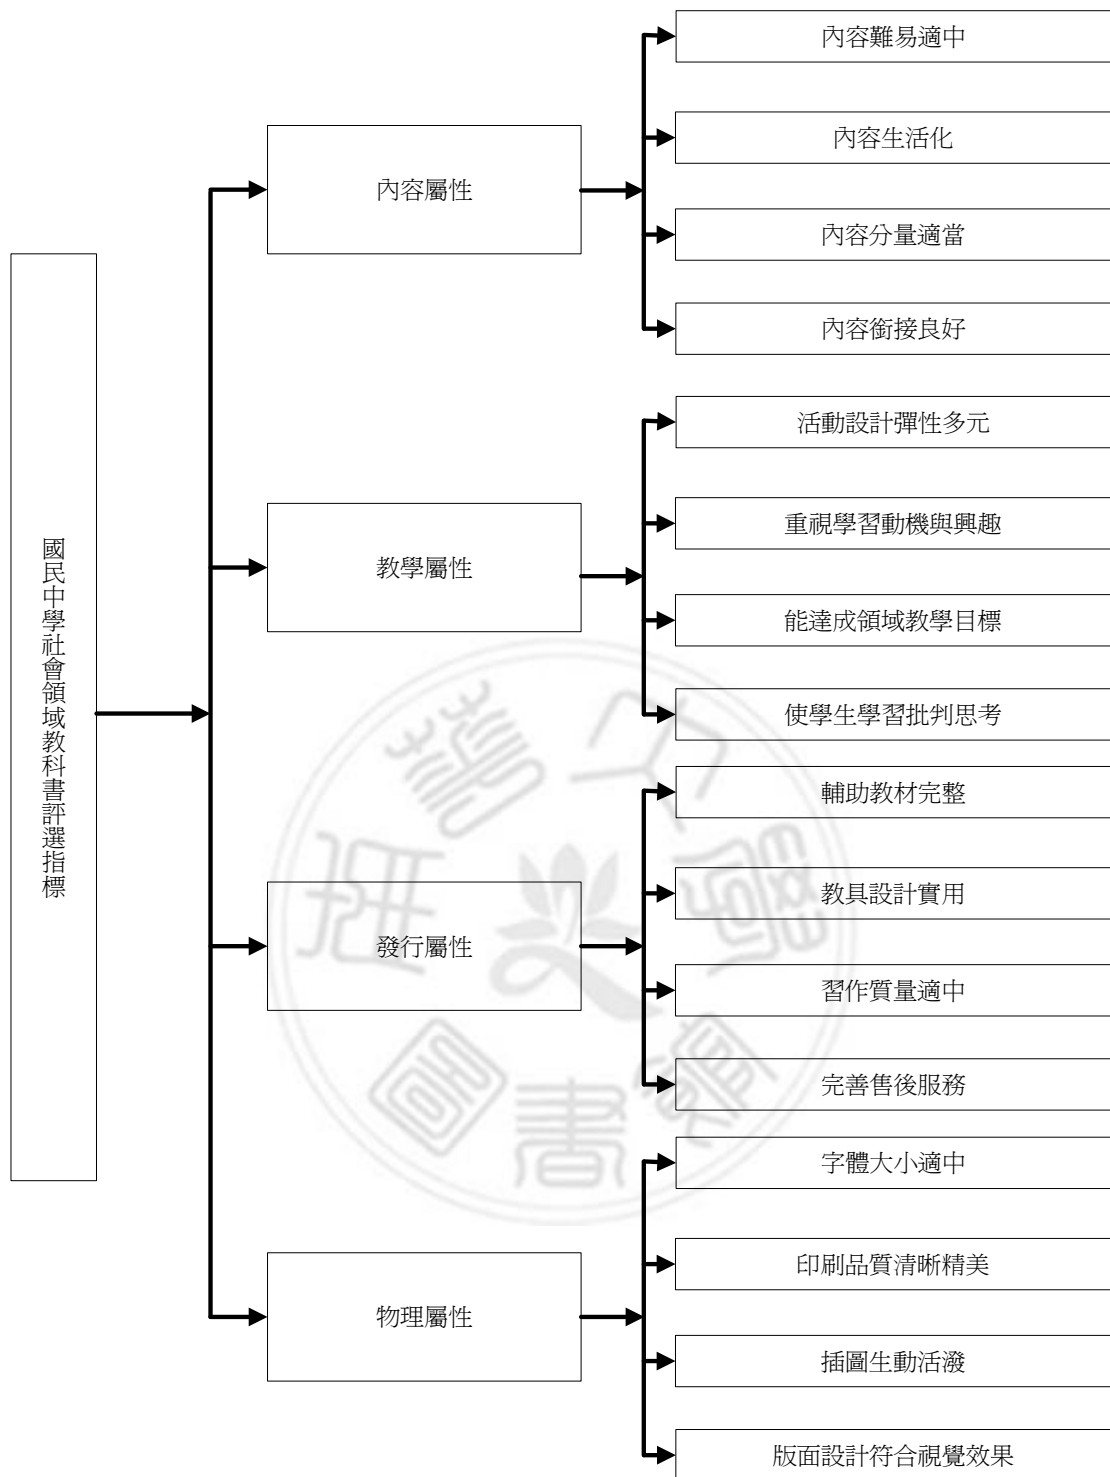 國民中學社會領域教科書評選指標
內容屬性
內容難易適中
內容生活化
內容分量適當
內容銜接良好
教學屬性
活動設計彈性多元
重視學習動機與興趣
能達成領域教學目標
使學生學習批判思考
發行屬性
輔助教材完整
教具設計實用
習作質量適中
完善售後服務
物理屬性
字體大小適中
印刷品質清晰精美
插圖生動活潑
版面設計符合視覺效果